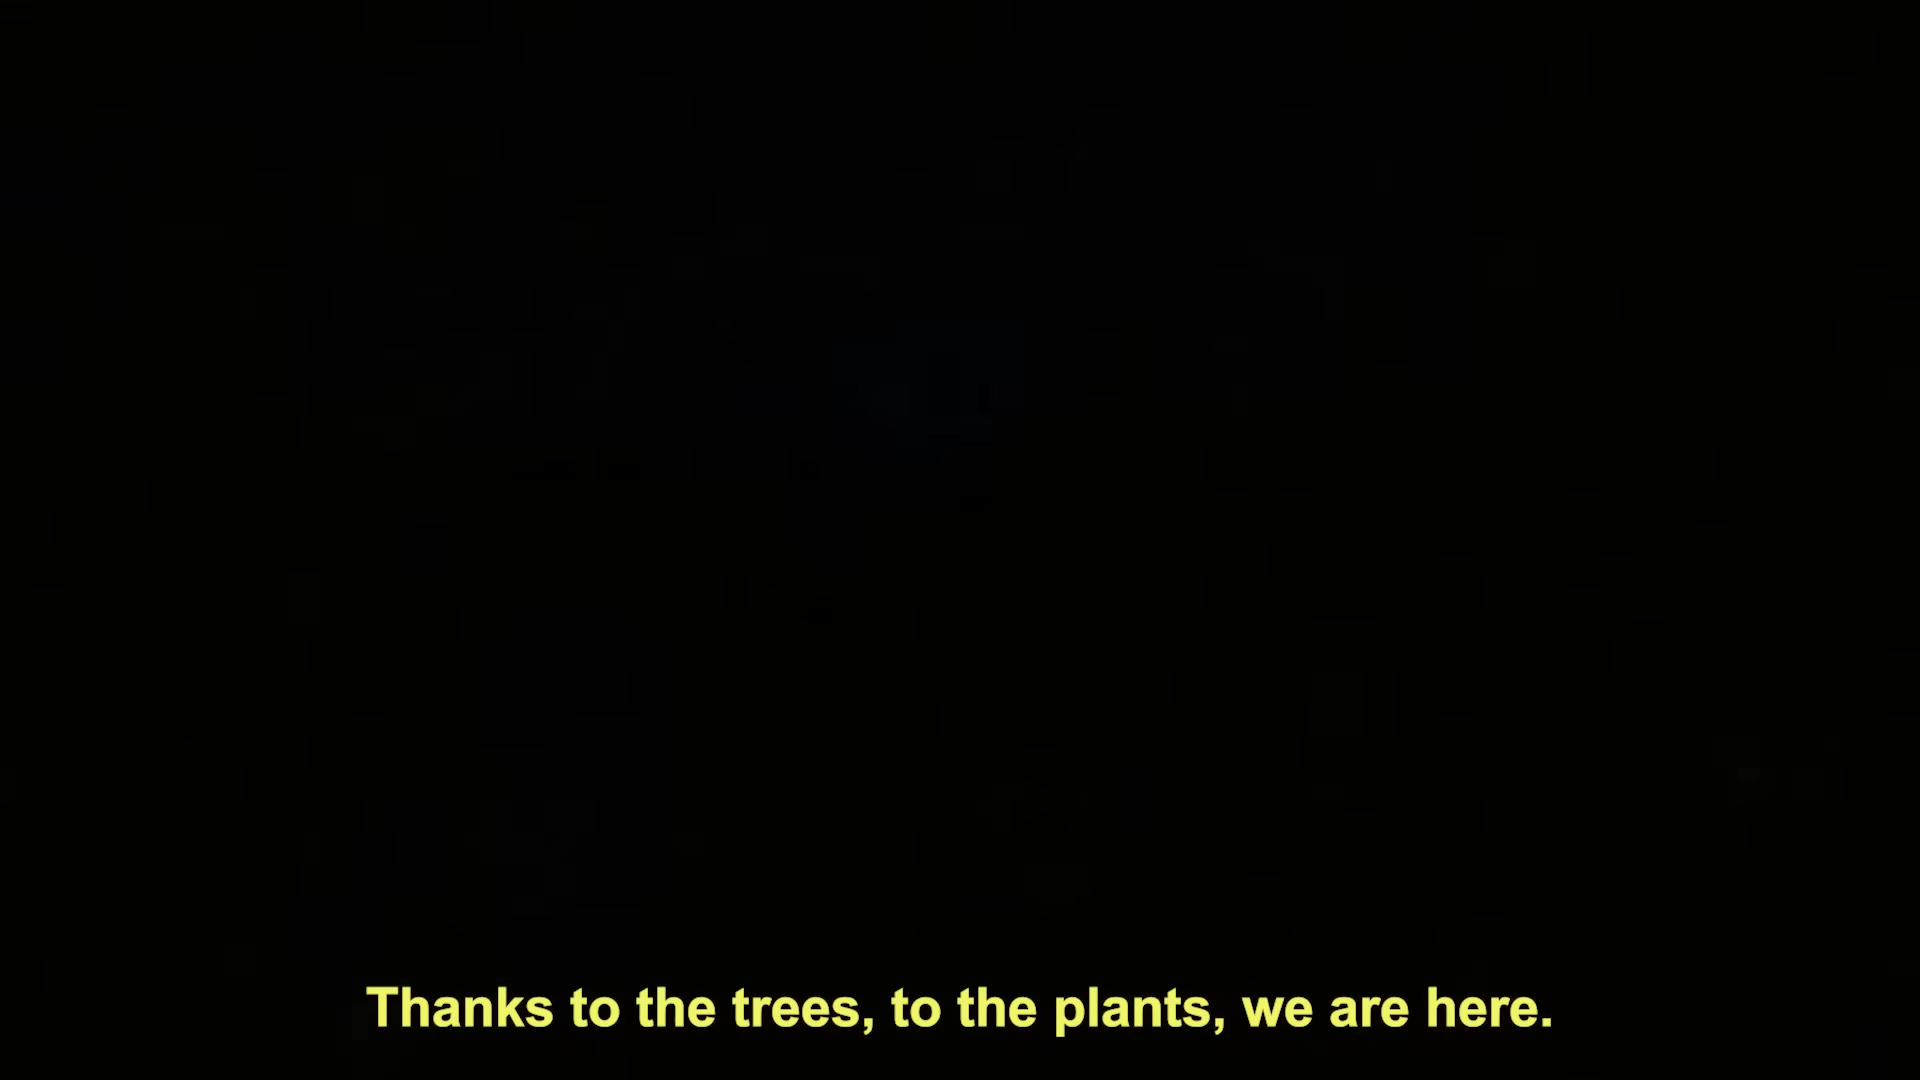 Thanks to the trees, to the plants, we are here.